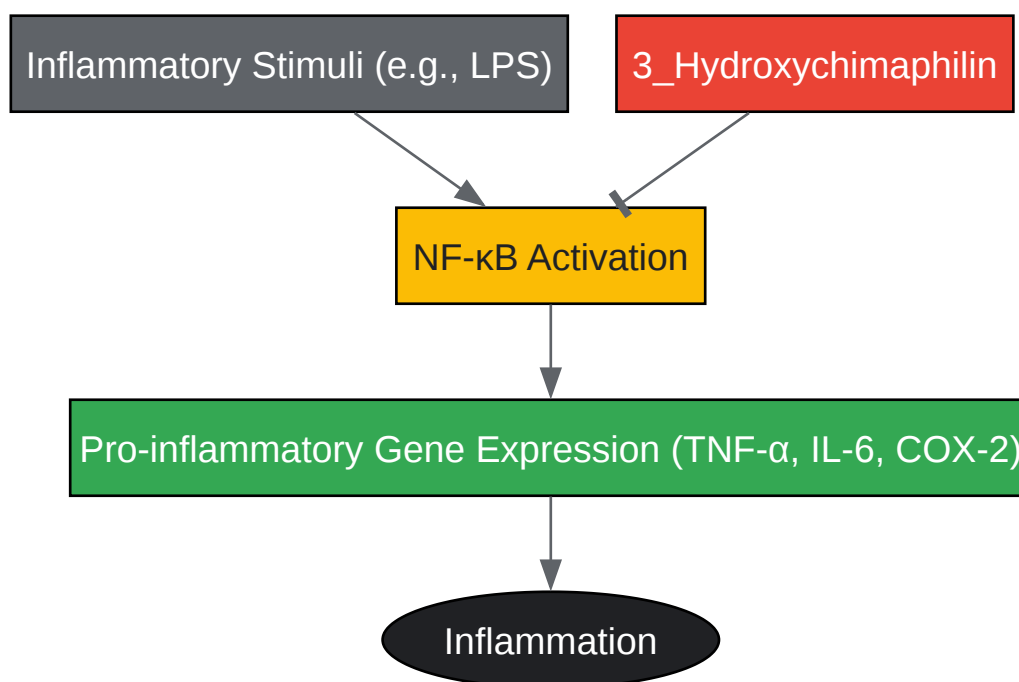 Inflammatory Stimuli (e.g., LPS)
3_Hydroxychimaphilin
NF-κB Activation
Pro-inflammatory Gene Expression (TNF-α, IL-6, COX-2)
Inflammation